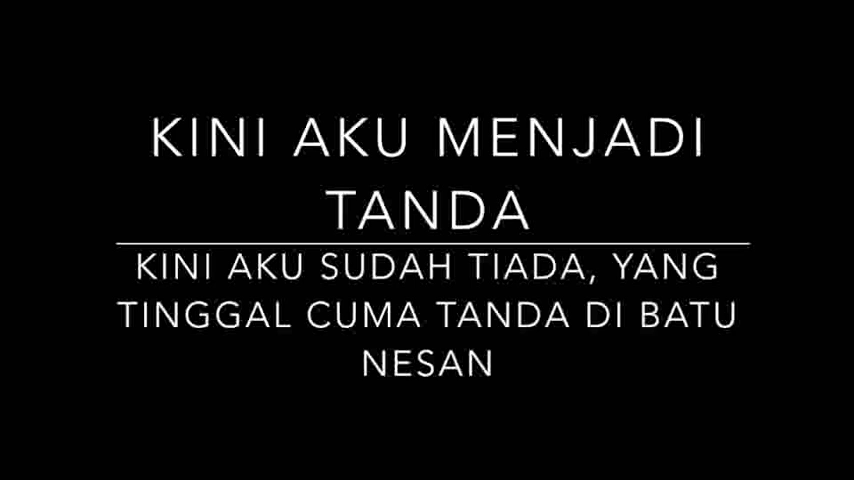 KINI AKU MENJADI
TANDA
KINI AKU SUDAH TIADA, YANG
TINGGAL CUMA TANDA DI BATU
NESAN